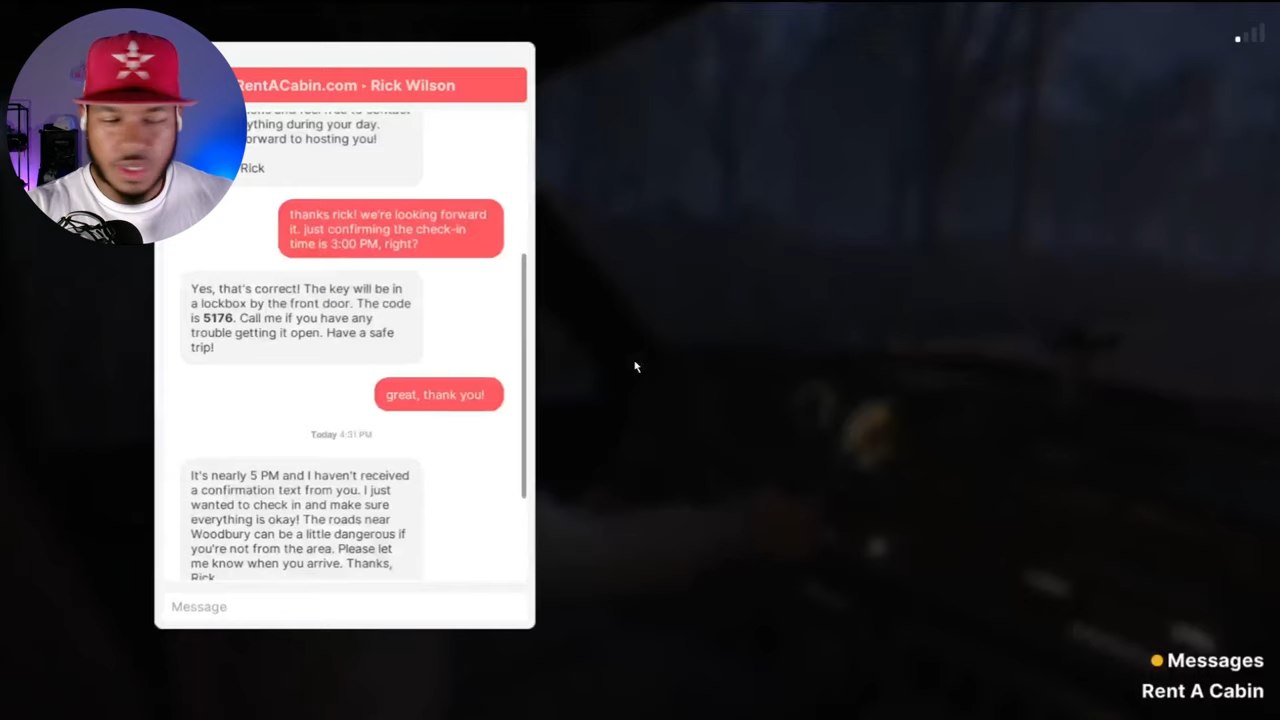 RentACabin.com • Rick Wilson
ything during your day.
orward to hosting you!
Rick
thanks rick! we're looking forward
it. just confirming the check-in
time is 3:00 PM, right?
Yes, that's correct! The key will be in
a lockbox by the front door. The code
is 5176. Call me if you have any
trouble getting it open. Have a safe
trip!
great, thank you!
Today 4:51 PM
It's nearly 5 PM and I haven't received
a confirmation text from you. I just
wanted to check in and make sure
everything is okay! The roads near
Woodbury can be a little dangerous if
you're not from the area. Please let
me know when you arrive. Thanks,
Rick
Message
Messages
Rent A Cabin